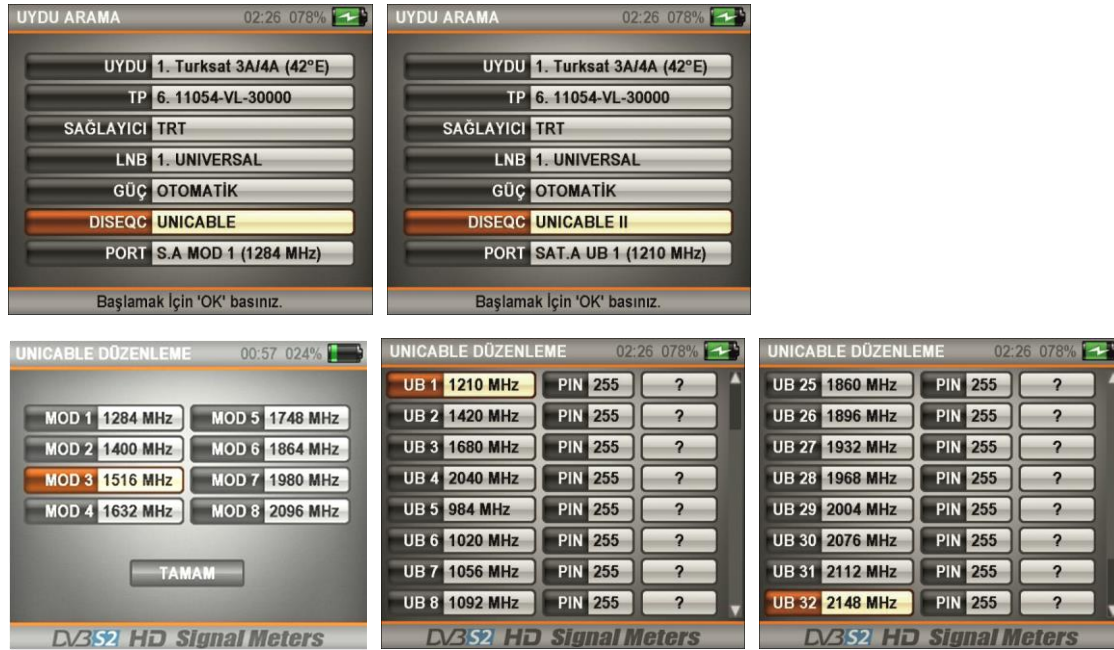 UYDU ARAMA 02:26 078%
UYDU 1. Turksat 3A/4A (42°E)
TP 6. 11054-VL-30000
SAĞLAYICI TRT
LNB 1. UNIVERSAL
GÜÇ OTOMATİK
DISEQC UNICABLE
PORT S.A MOD 1 (1284 MHz)
Başlamak İçin 'OK' basınız.
UYDU ARAMA 02:26 078%
UYDU 1. Turksat 3A/4A (42°E)
TP 6. 11054-VL-30000
SAĞLAYICI TRT
LNB 1. UNIVERSAL
GÜÇ OTOMATİK
DISEQC UNICABLE II
PORT SAT.A UB 1 (1210 MHz)
Başlamak İçin 'OK' basınız.
UNICABLE DÜZENLEME 00:57 024%
MOD 1 1284 MHz MOD 5 1748 MHz
MOD 2 1400 MHz MOD 6 1864 MHz
MOD 3 1516 MHz MOD 7 1980 MHz
MOD 4 1632 MHz MOD 8 2096 MHz
TAMAM
DVB S2 HD Signal Meters
UNICABLE DÜZENLEME 02:26 078%
UB 1 1210 MHz PIN 255 ?
UB 2 1420 MHz PIN 255 ?
UB 3 1680 MHz PIN 255 ?
UB 4 2040 MHz PIN 255 ?
UB 5 984 MHz PIN 255 ?
UB 6 1020 MHz PIN 255 ?
UB 7 1056 MHz PIN 255 ?
UB 8 1092 MHz PIN 255 ?
DVB S2 HD Signal Meters
UNICABLE DÜZENLEME 02:26 078%
UB 25 1860 MHz PIN 255 ?
UB 26 1896 MHz PIN 255 ?
UB 27 1932 MHz PIN 255 ?
UB 28 1968 MHz PIN 255 ?
UB 29 2004 MHz PIN 255 ?
UB 30 2076 MHz PIN 255 ?
UB 31 2112 MHz PIN 255 ?
UB 32 2148 MHz PIN 255 ?
DVB S2 HD Signal Meters